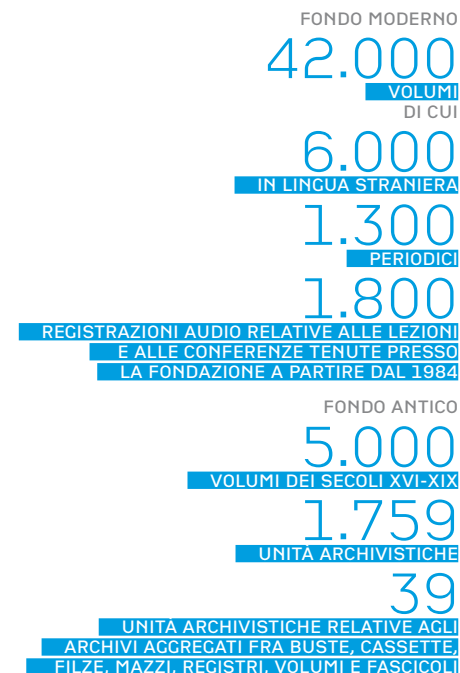 FONDO MODERNO
42.000
VOLUMI
DI CUI
6.000
IN LINGUA STRANIERA
1.300
PERIODICI
1.800
REGISTRAZIONI AUDIO RELATIVE ALLE LEZIONI
E ALLE CONFERENZE TENUTE PRESSO
LA FONDAZIONE A PARTIRE DAL 1984
FONDO ANTICO
5.000
VOLUMI DEI SECOLI XVI-XIX
1.759
UNITÀ ARCHIVISTICHE
39
UNITÀ ARCHIVISTICHE RELATIVE AGLI
ARCHIVI AGGREGATI FRA BUSTE, CASSETTE,
FILZE, MAZZI, REGISTRI, VOLUMI E FASCICOLI